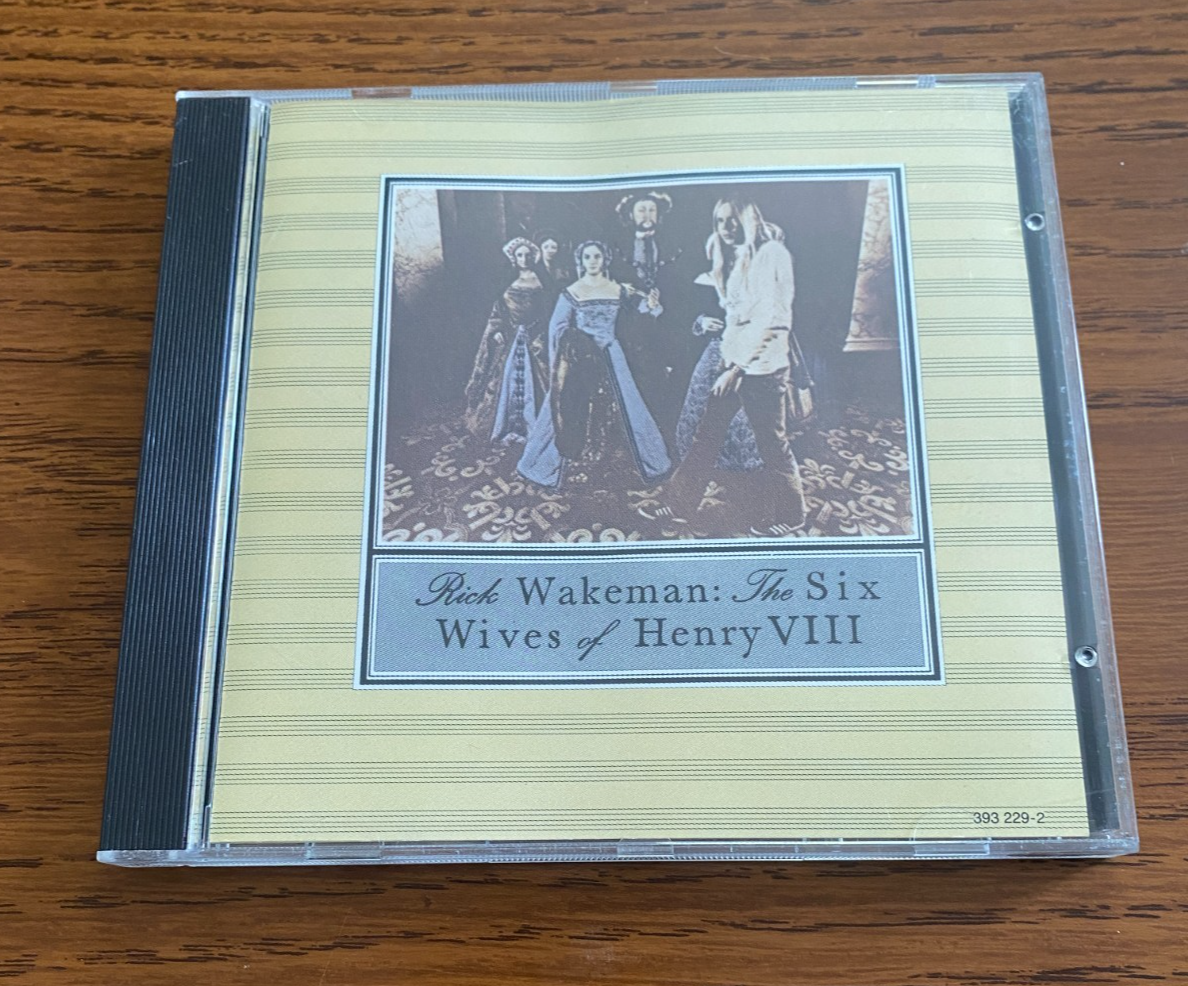 Rick Wakeman: The Six
Wives of Henry VIII
393 229-2